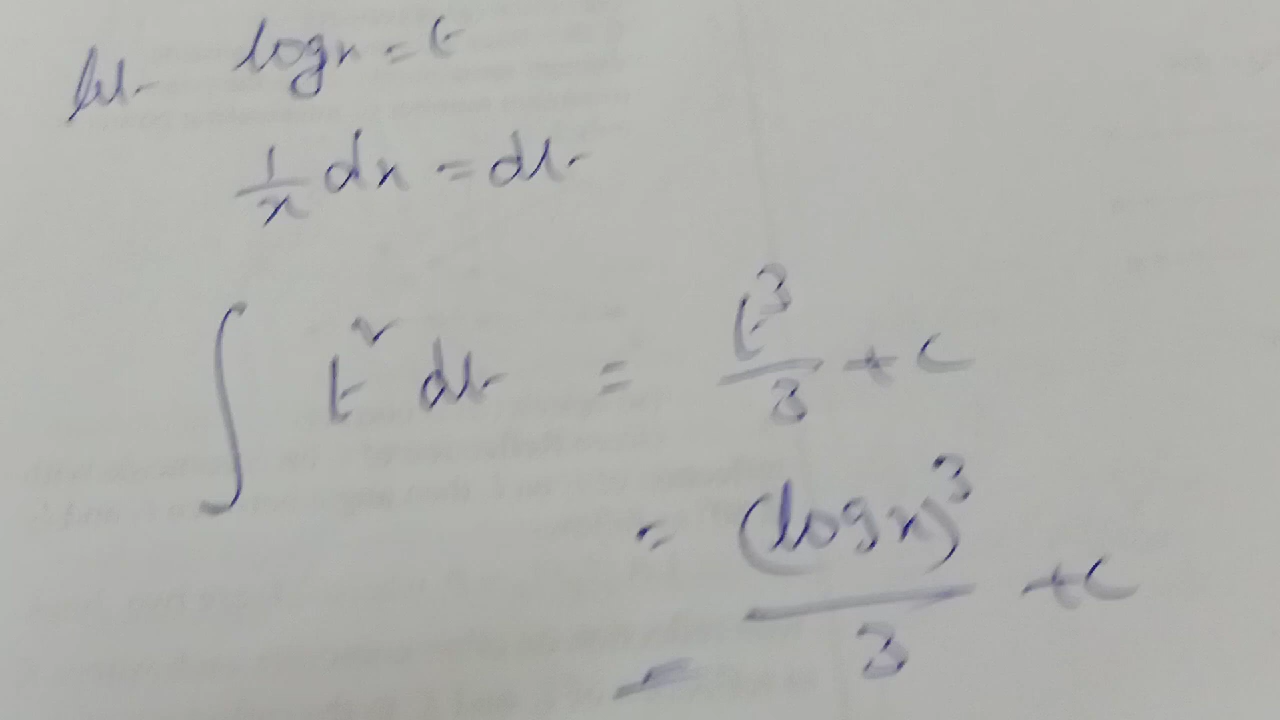 let log x = t
1/x dx = dt
∫ t² dt = t³/3 + c
= (log x)³/3 + c
=